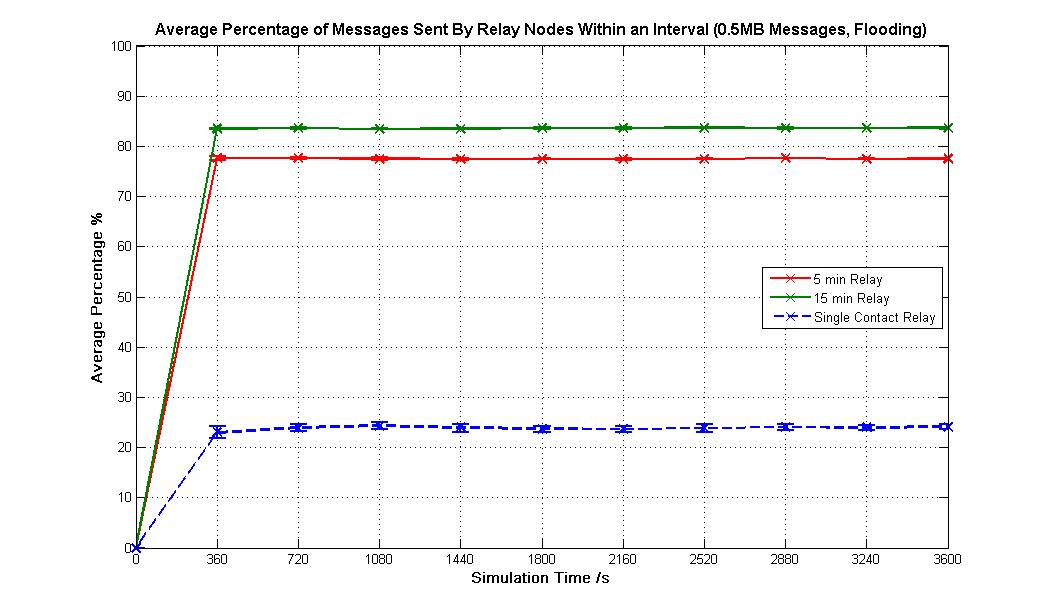 Average Percentage of Messages Sent By Relay Nodes Within an Interval (0.5MB Messages, Flooding)
100
90
80
70
60
50
40
30
20
10
0
Average Percentage %
5 min Relay
15 min Relay
Single Contact Relay
0 360 720 1080 1440 1800 2160 2520 2880 3240 3600
Simulation Time /s